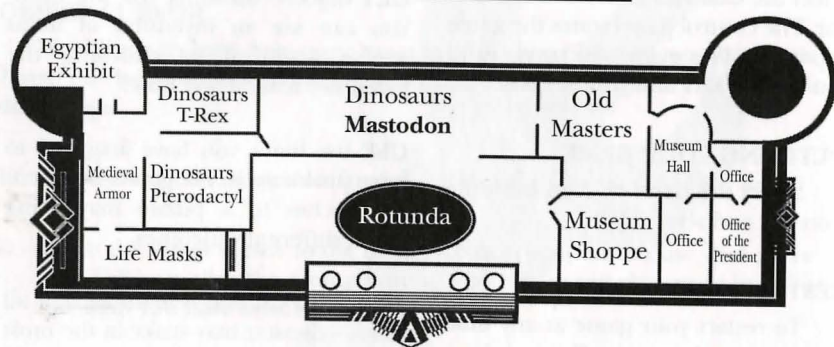 Egyptian
Exhibit
Dinosaurs
T-Rex
Dinosaurs
Mastodon
Old
Masters
Museum
Hall
Office
Medieval
Armor
Dinosaurs
Pterodactyl
Rotunda
Museum
Shoppe
Office
Office
of the
President
Life Masks